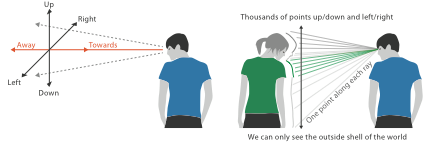 Up
Right
Away
Towards
Left
Down
Thousands of points up/down and left/right
One point along each ray
We can only see the outside shell of the world